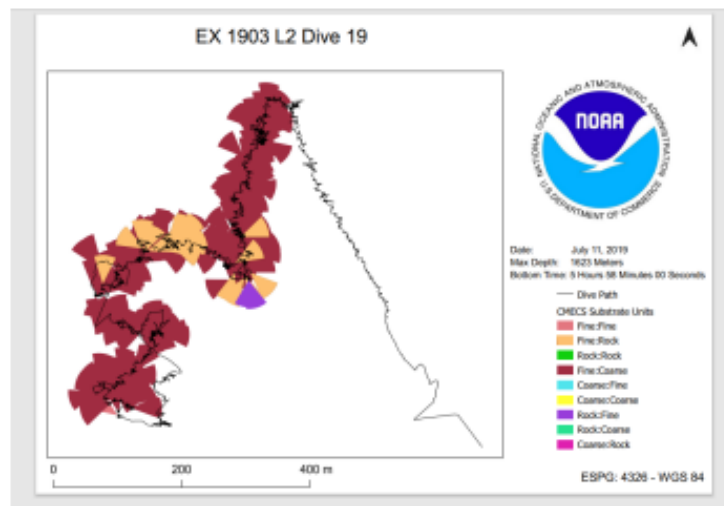 EX 1903 L2 Dive 19
NATIONAL OCEANIC AND ATMOSPHERIC ADMINISTRATION
NOAA
U.S. DEPARTMENT OF COMMERCE
Date: July 11, 2019
Max Depth: 1623 Meters
Bottom Time: 5 Hours 58 Minutes 00 Seconds
Dive Path
CMECS Substrate Units
Fine:Fine
Fine:Rock
Rock:Rock
Fine:Coarse
Coarse:Fine
Coarse:Coarse
Rock:Fine
Rock:Coarse
Coarse:Rock
0 200 400 m
ESPG: 4326 - WGS 84